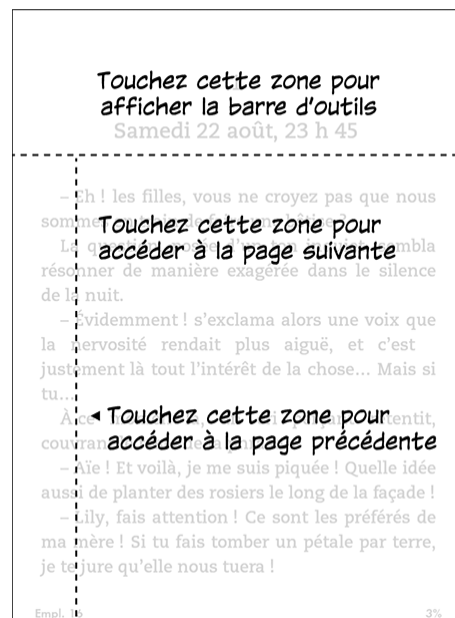 Touchez cette zone pour
afficher la barre d'outils
Samedi 22 août, 23 h 45
– Eh ! les filles, vous ne croyez pas que nous
Touchez cette zone pour
accéder à la page suivante
résonner de manière exagérée dans le silence
de la nuit.
– Évidemment ! s'exclama alors une voix que
la nervosité rendait plus aiguë, et c'est
justement là tout l'intérêt de la chose... Mais si
tu...
◄ Touchez cette zone pour
accéder à la page précédente
– Aïe ! Et voilà, je me suis piquée ! Quelle idée
aussi de planter des rosiers le long de la façade !
– Lily, fais attention ! Ce sont les préférés de
ma mère ! Si tu fais tomber un pétale par terre,
je te jure qu'elle nous tuera !
Empl. 16
3%